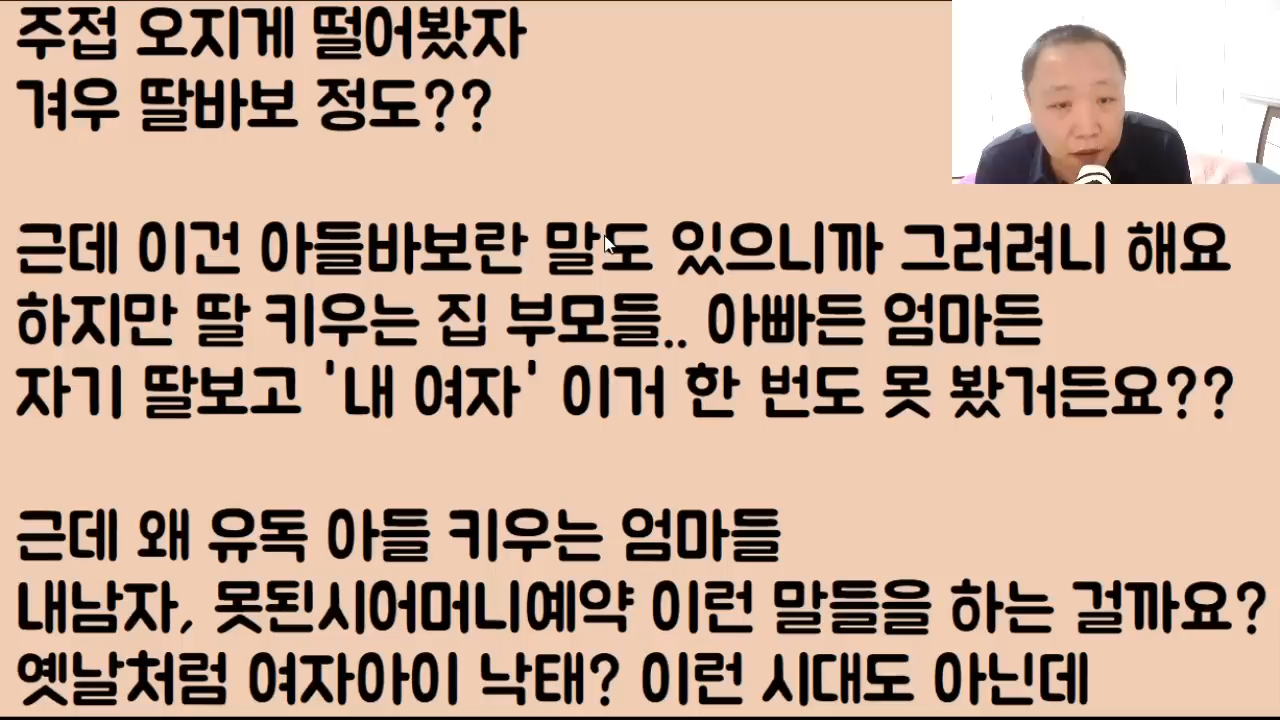 주접 오지게 떨어봤자
겨우 딸바보 정도??
근데 이건 아들바보란 말도 있으니까 그러려니 해요
하지만 딸 키우는 집 부모들.. 아빠든 엄마든
자기 딸보고 '내 여자' 이거 한 번도 못 봤거든요??
근데 왜 유독 아들 키우는 엄마들
내남자, 못된시어머니예약 이런 말들을 하는 걸까요?
옛날처럼 여자아이 낙태? 이런 시대도 아닌데